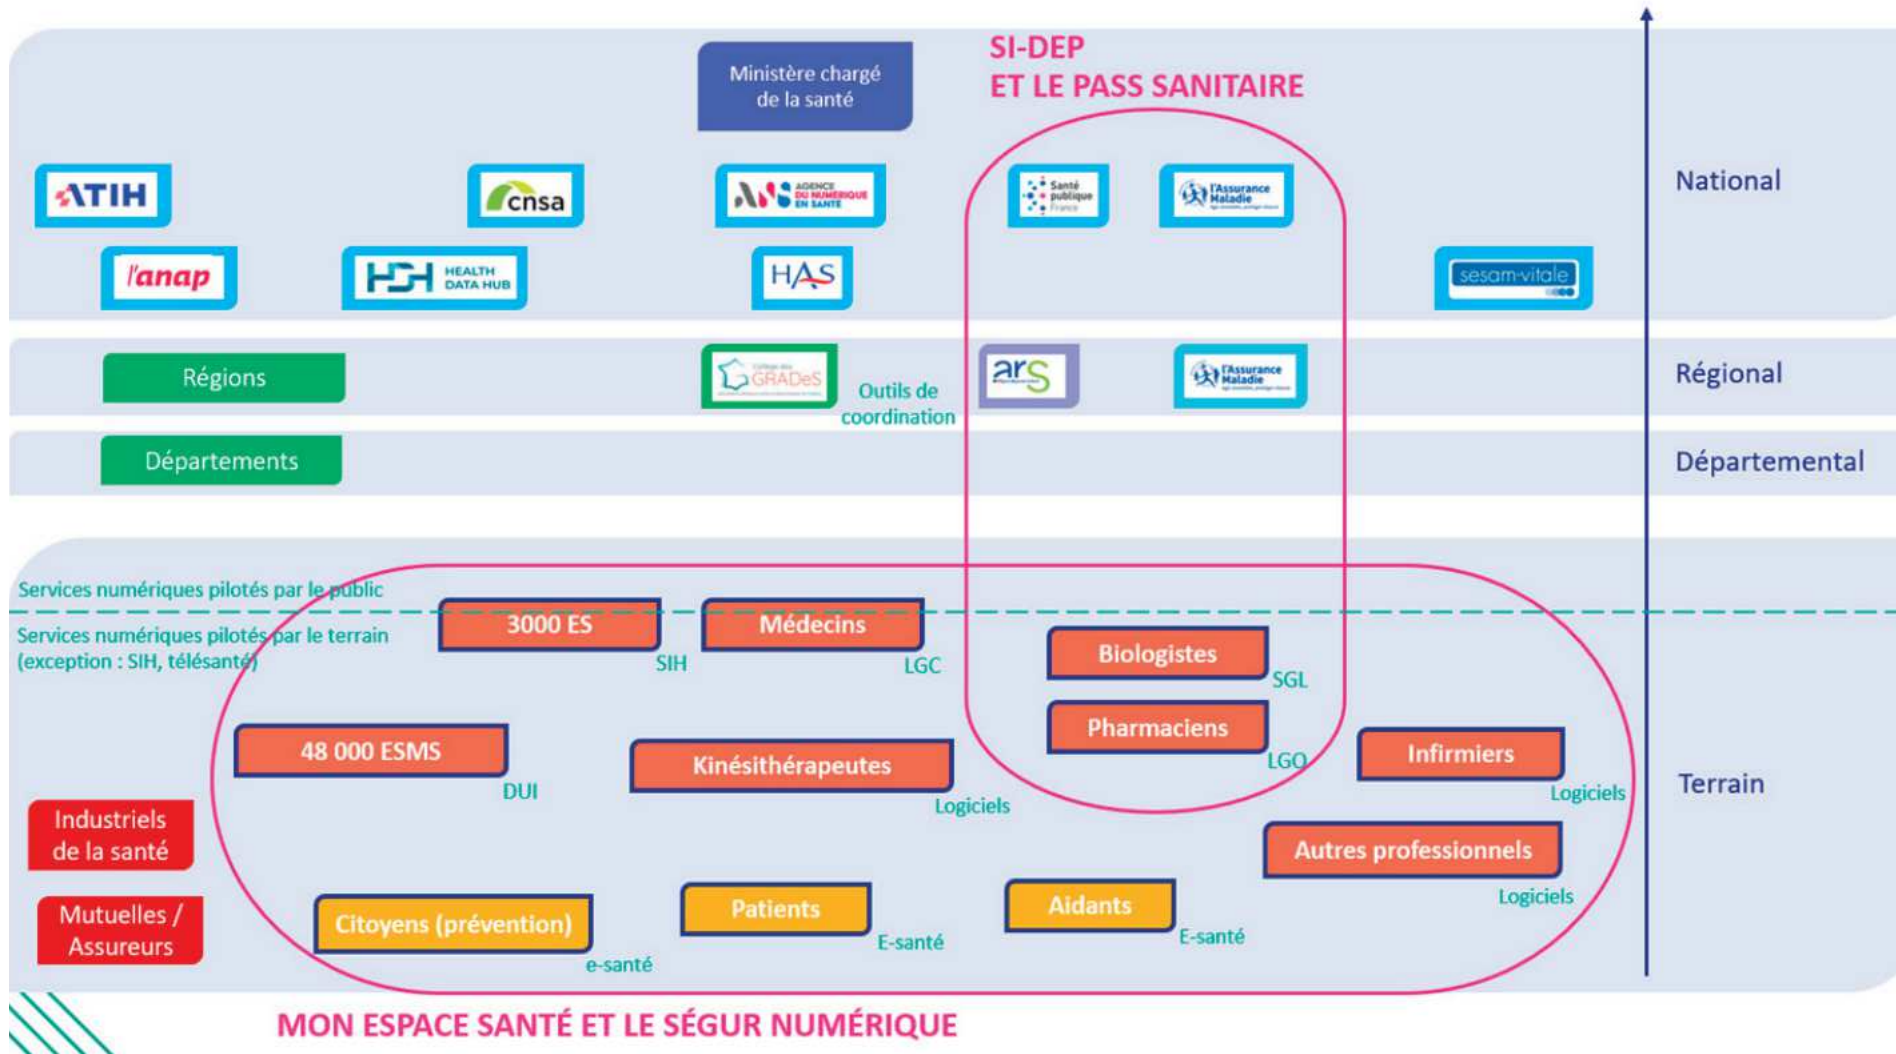 SI-DEP
ET LE PASS SANITAIRE
Ministère chargé
de la santé
National
ATIH
cnsa
ANS AGENCE
DU NUMÉRIQUE
EN SANTÉ
Santé
publique
France
l'Assurance
Maladie
l'anap
HDH HEALTH
DATA HUB
HAS
sesam-vitale
Régions
GRADeS
Outils de
coordination
ars
l'Assurance
Maladie
Régional
Départements
Départemental
Services numériques pilotés par le public
Services numériques pilotés par le terrain
(exception : SIH, télésanté)
3000 ES
SIH
Médecins
LGC
Biologistes
SGL
48 000 ESMS
DUI
Kinésithérapeutes
Logiciels
Pharmaciens
LGO
Infirmiers
Logiciels
Terrain
Industriels
de la santé
Autres professionnels
Logiciels
Mutuelles /
Assureurs
Citoyens (prévention)
e-santé
Patients
E-santé
Aidants
E-santé
MON ESPACE SANTÉ ET LE SÉGUR NUMÉRIQUE